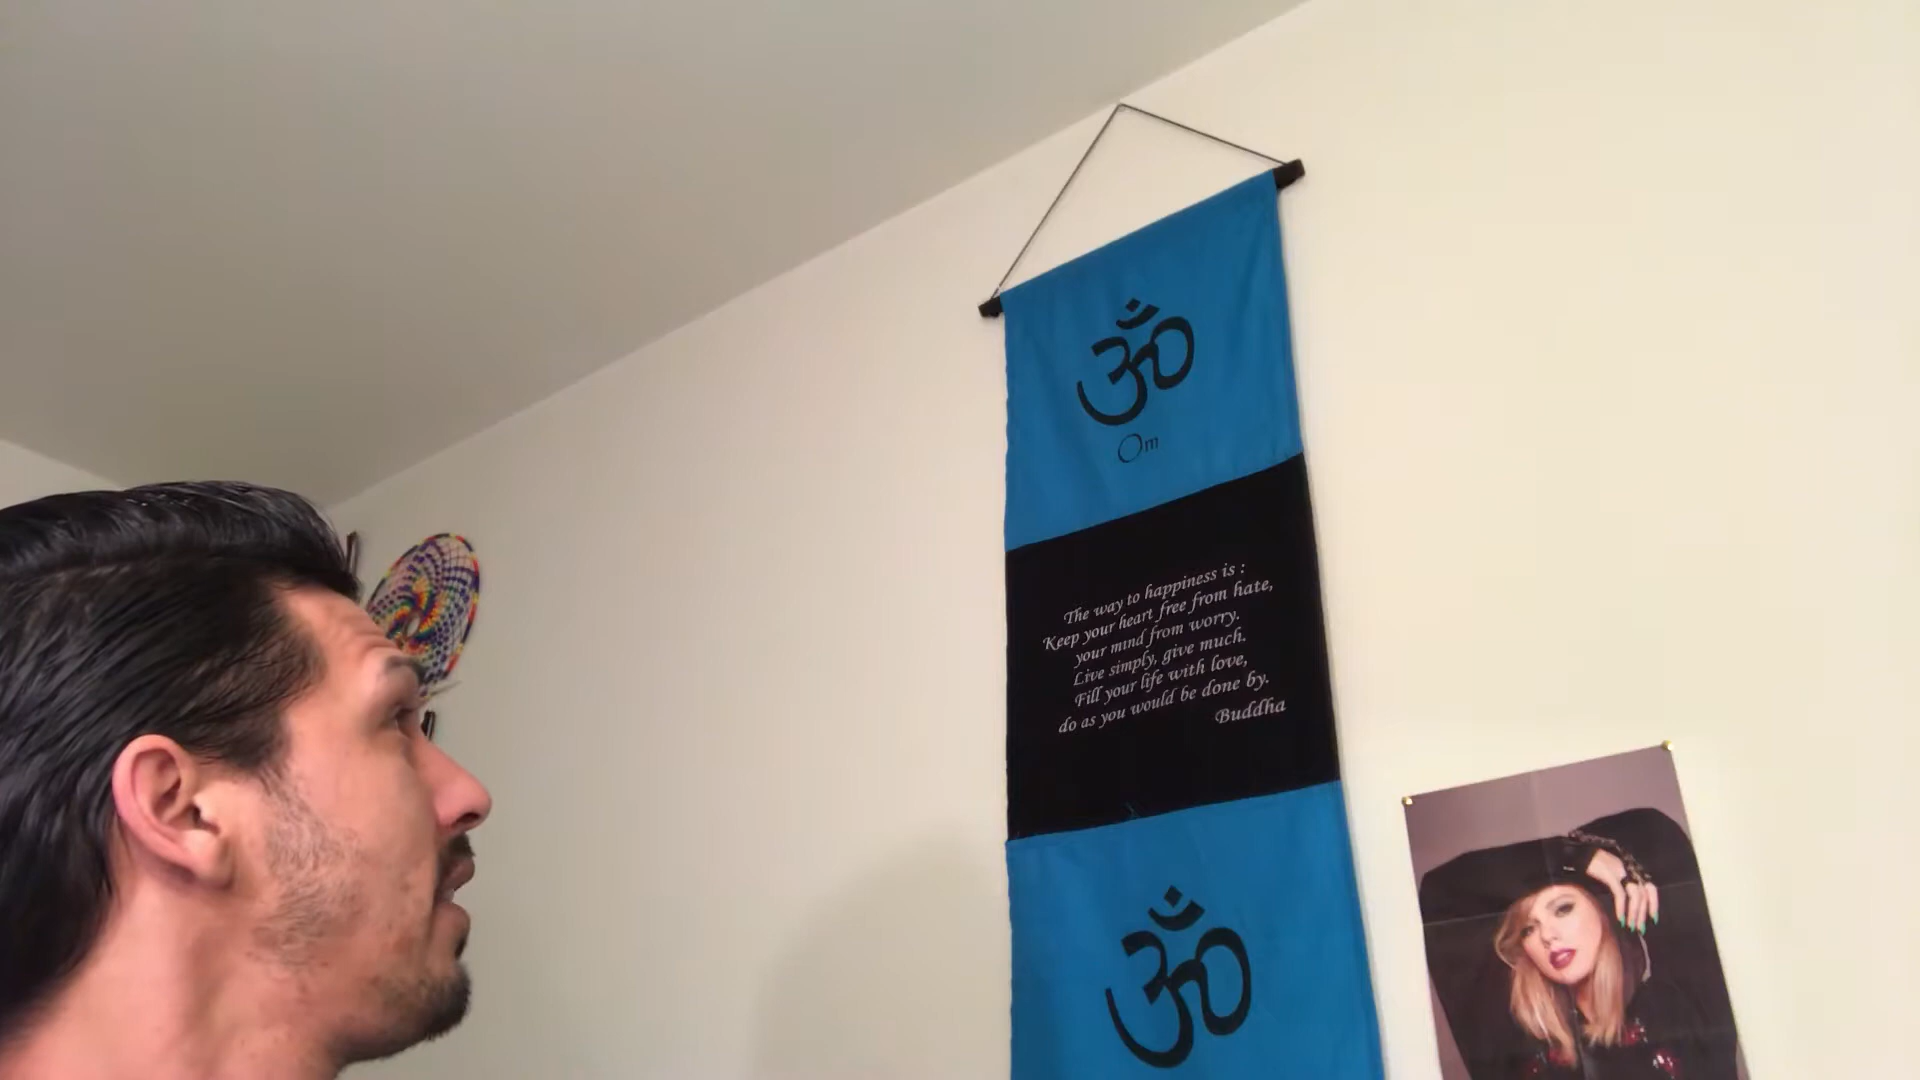 ॐ
Om
The way to happiness is :
Keep your heart free from hate,
your mind from worry.
Live simply, give much.
Fill your life with love,
do as you would be done by.
Buddha
ॐ